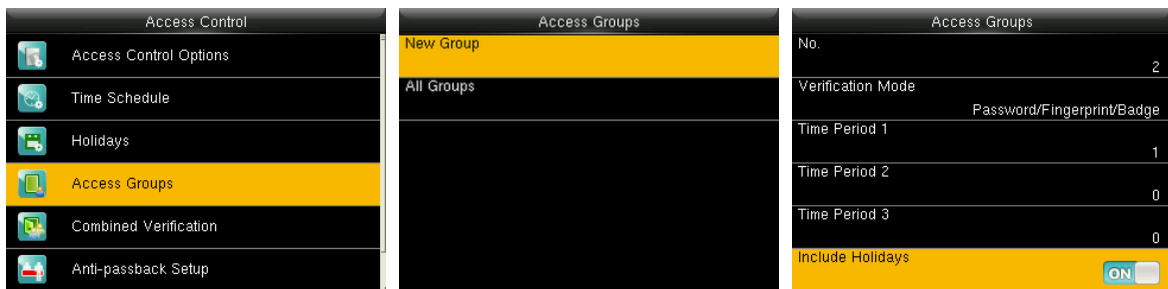 Access Control
Access Control Options
Time Schedule
Holidays
Access Groups
Combined Verification
Anti-passback Setup
Access Groups
New Group
All Groups
Access Groups
No.
2
Verification Mode
Password/Fingerprint/Badge
Time Period 1
1
Time Period 2
0
Time Period 3
0
Include Holidays
ON